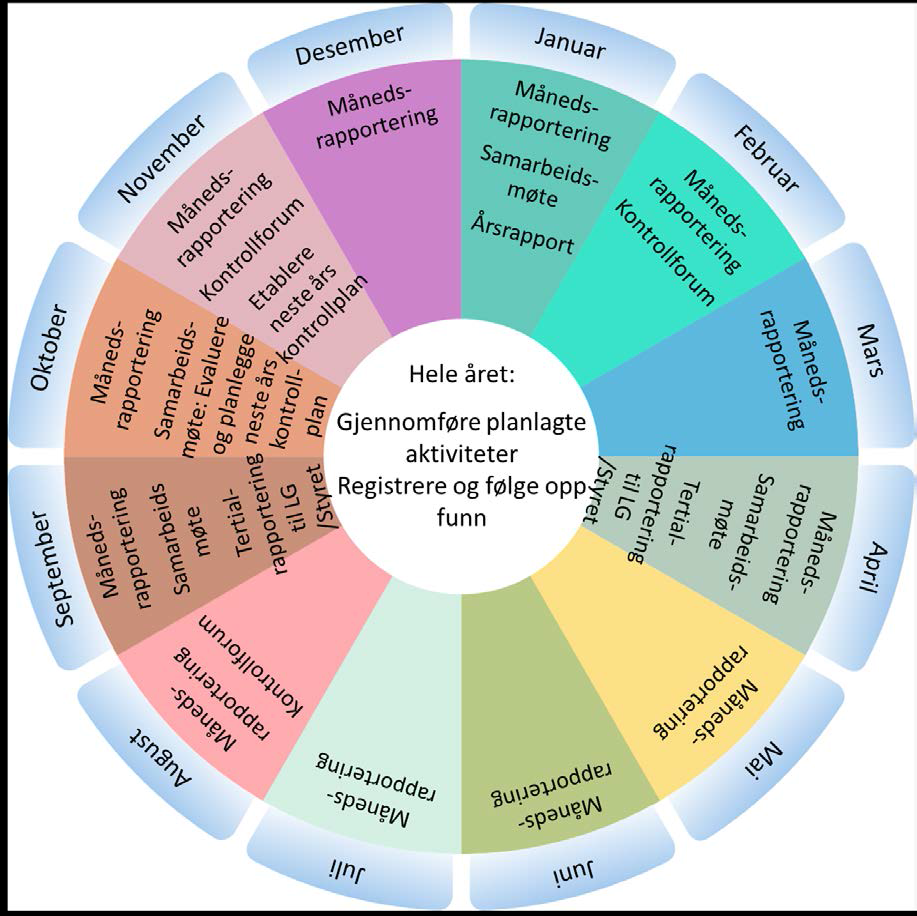 Januar
Måneds-
rapportering
Samarbeids-
møte
Årsrapport
Februar
Måneds-
rapportering
Kontrollforum
Mars
Måneds-
rapportering
April
Måneds-
rapportering
Samarbeids-
møte
Tertial-
rapportering
til LG
/Styret
Mai
Måneds-
rapportering
Juni
Måneds-
rapportering
Juli
Måneds-
rapportering
August
Måneds-
rapportering
Kontrollforum
September
Måneds-
rapportering
Samarbeids
møte
Tertial-
rapportering
til LG
/Styret
Oktober
Måneds-
rapportering
Samarbeids-
møte: Evaluere
og planlegge
neste års
kontroll-
plan
November
Måneds-
rapportering
Kontrollforum
Etablere
neste års
kontrollplan
Desember
Måneds-
rapportering
Hele året:
Gjennomføre planlagte
aktiviteter
Registrere og følge opp
funn